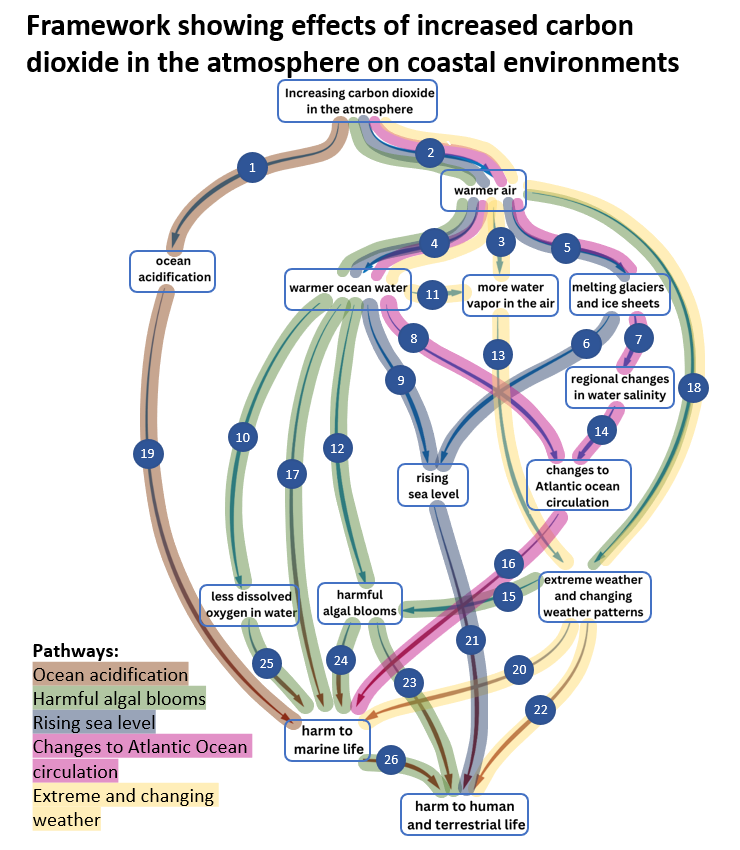 Framework showing effects of increased carbon
dioxide in the atmosphere on coastal environments
Increasing carbon dioxide
in the atmosphere
2
1
warmer air
4
3
5
ocean
acidification
warmer ocean water
11
more water
vapor in the air
melting glaciers
and ice sheets
8
6
7
13
9
regional changes
in water salinity
18
10
12
14
19
17
rising
sea level
changes to
Atlantic ocean
circulation
16
15
less dissolved
oxygen in water
harmful
algal blooms
extreme weather
and changing
weather patterns
21
25
24
20
23
22
Pathways:
Ocean acidification
Harmful algal blooms
Rising sea level
Changes to Atlantic Ocean
circulation
Extreme and changing
weather
harm to
marine life
26
harm to human
and terrestrial life